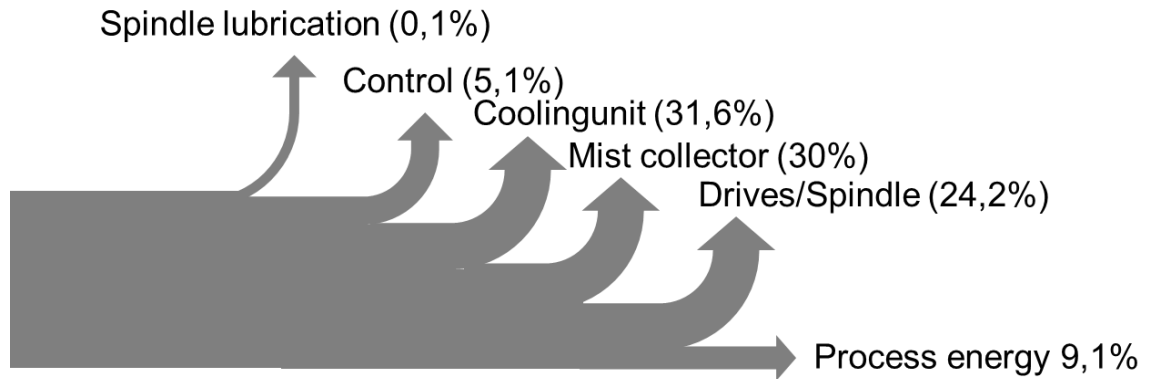 Spindle lubrication (0,1%)
Control (5,1%)
Coolingunit (31,6%)
Mist collector (30%)
Drives/Spindle (24,2%)
Process energy 9,1%